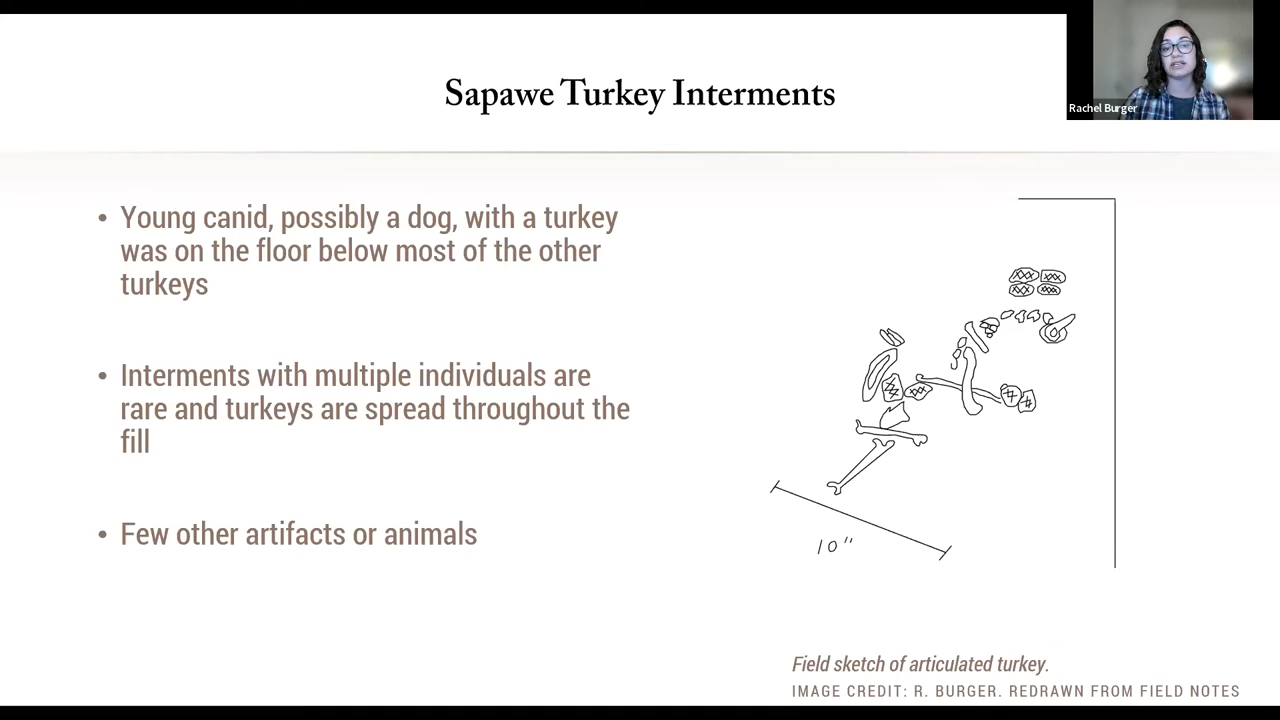 Sapawe Turkey Interments
Rachel Burger
• Young canid, possibly a dog, with a turkey
was on the floor below most of the other
turkeys
• Interments with multiple individuals are
rare and turkeys are spread throughout the
fill
• Few other artifacts or animals
10"
Field sketch of articulated turkey.
IMAGE CREDIT: R. BURGER. REDRAWN FROM FIELD NOTES